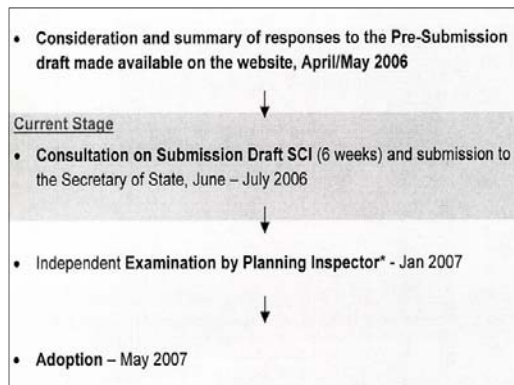 • Consideration and summary of responses to the Pre-Submission
draft made available on the website, April/May 2006
Current Stage
• Consultation on Submission Draft SCI (6 weeks) and submission to
the Secretary of State, June – July 2006
• Independent Examination by Planning Inspector* - Jan 2007
• Adoption – May 2007